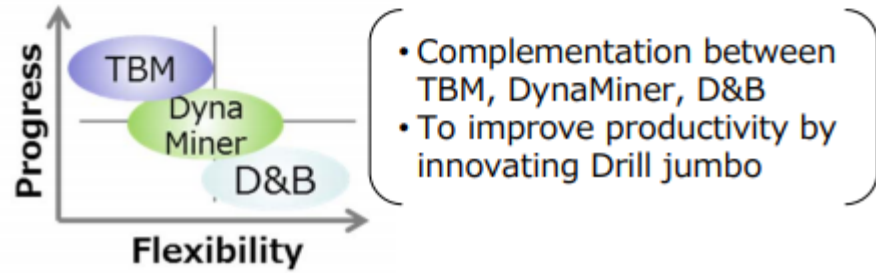 Progress
TBM
Dyna
Miner
D&B
Flexibility
• Complementation between
TBM, DynaMiner, D&B
• To improve productivity by
innovating Drill jumbo